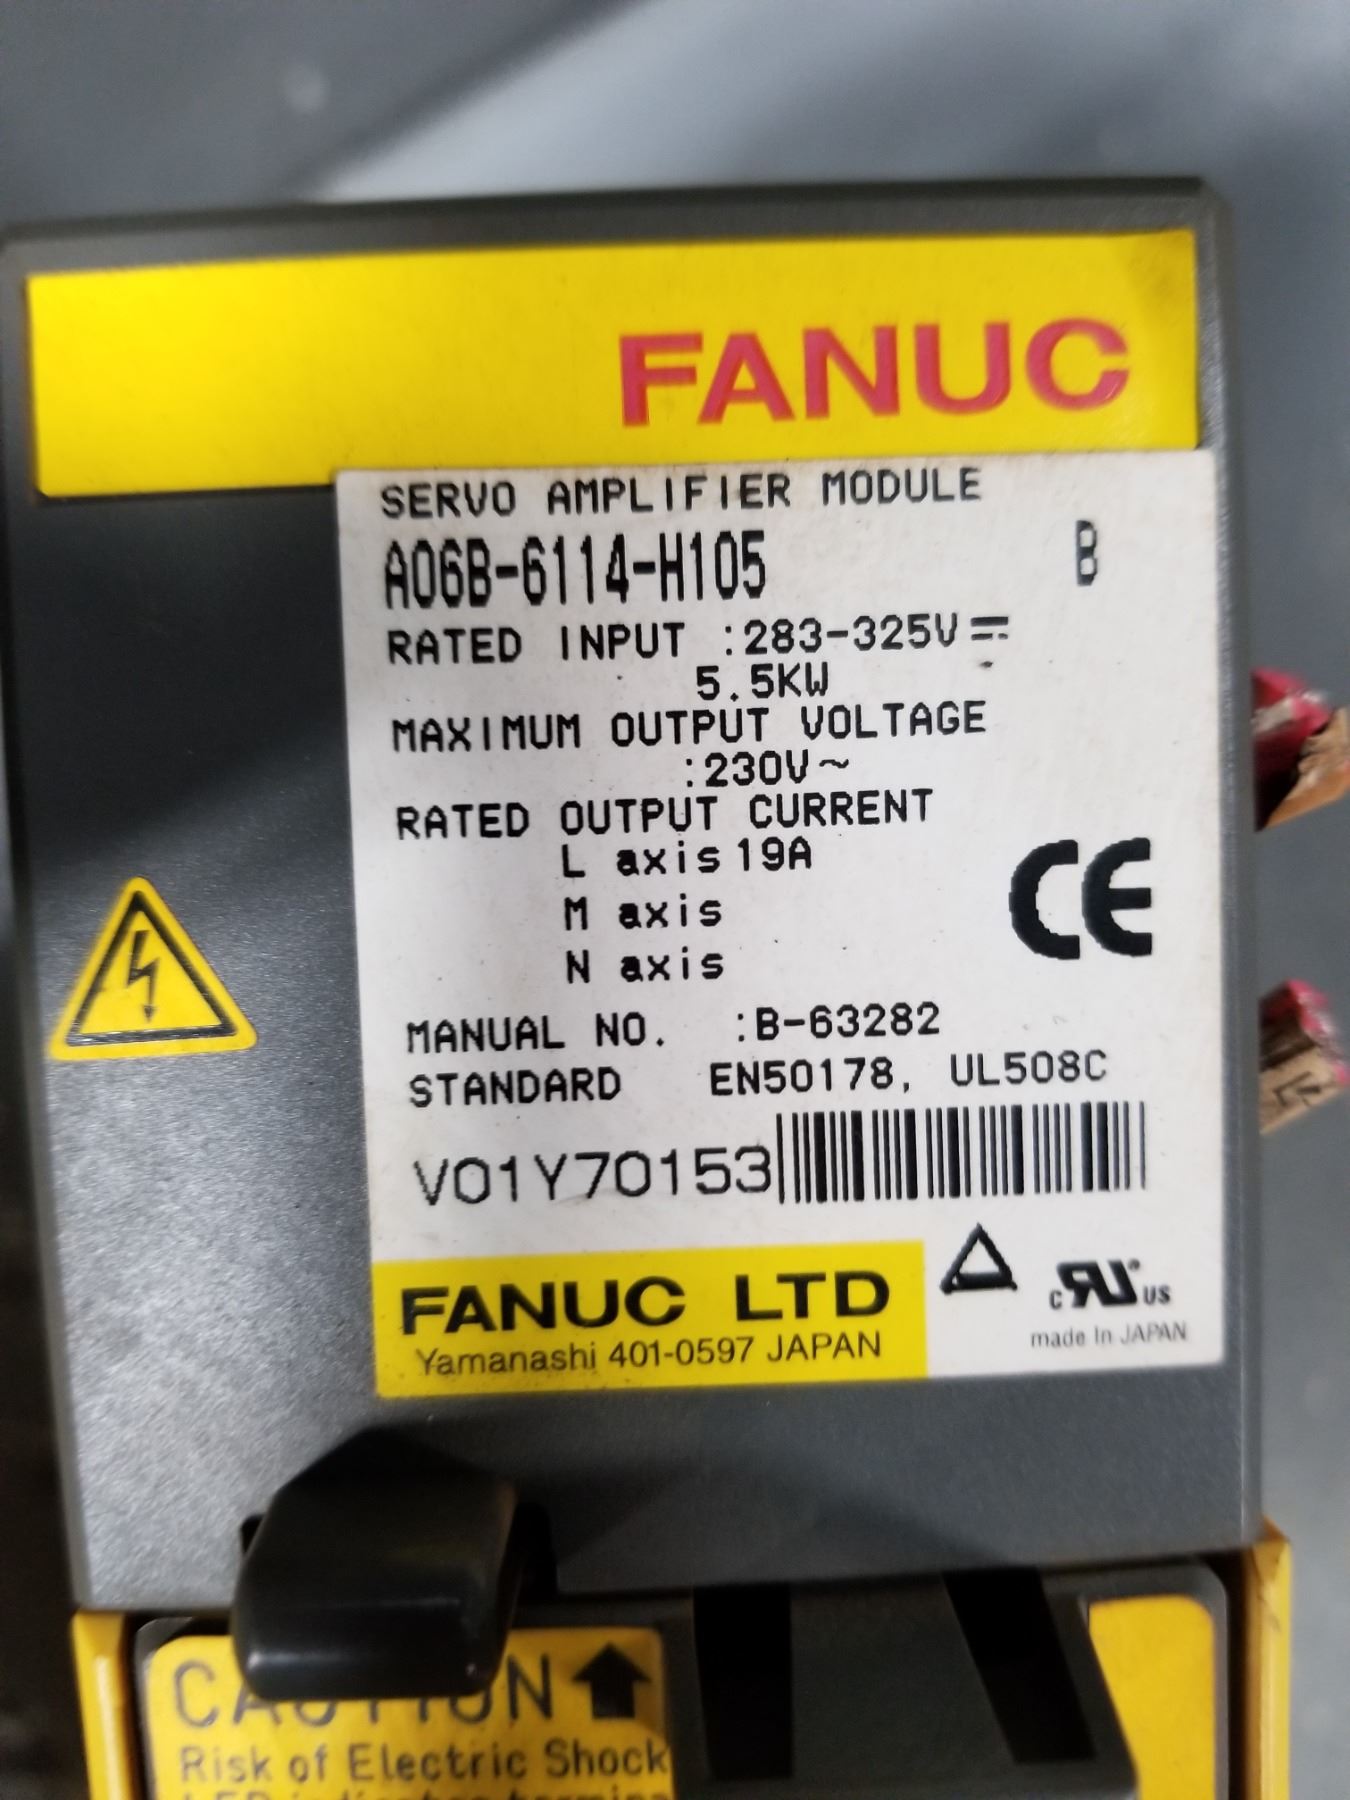 FANUC
SERVO AMPLIFIER MODULE
A06B-6114-H105 B
RATED INPUT :283-325V⎓
5.5KW
MAXIMUM OUTPUT VOLTAGE
:230V~
RATED OUTPUT CURRENT
L axis 19A
M axis
N axis
CE
MANUAL NO. :B-63282
STANDARD EN50178, UL508C
V01Y70153
FANUC LTD
Yamanashi 401-0597 JAPAN
c RU US
made In JAPAN
CAUTION
Risk of Electric Shock